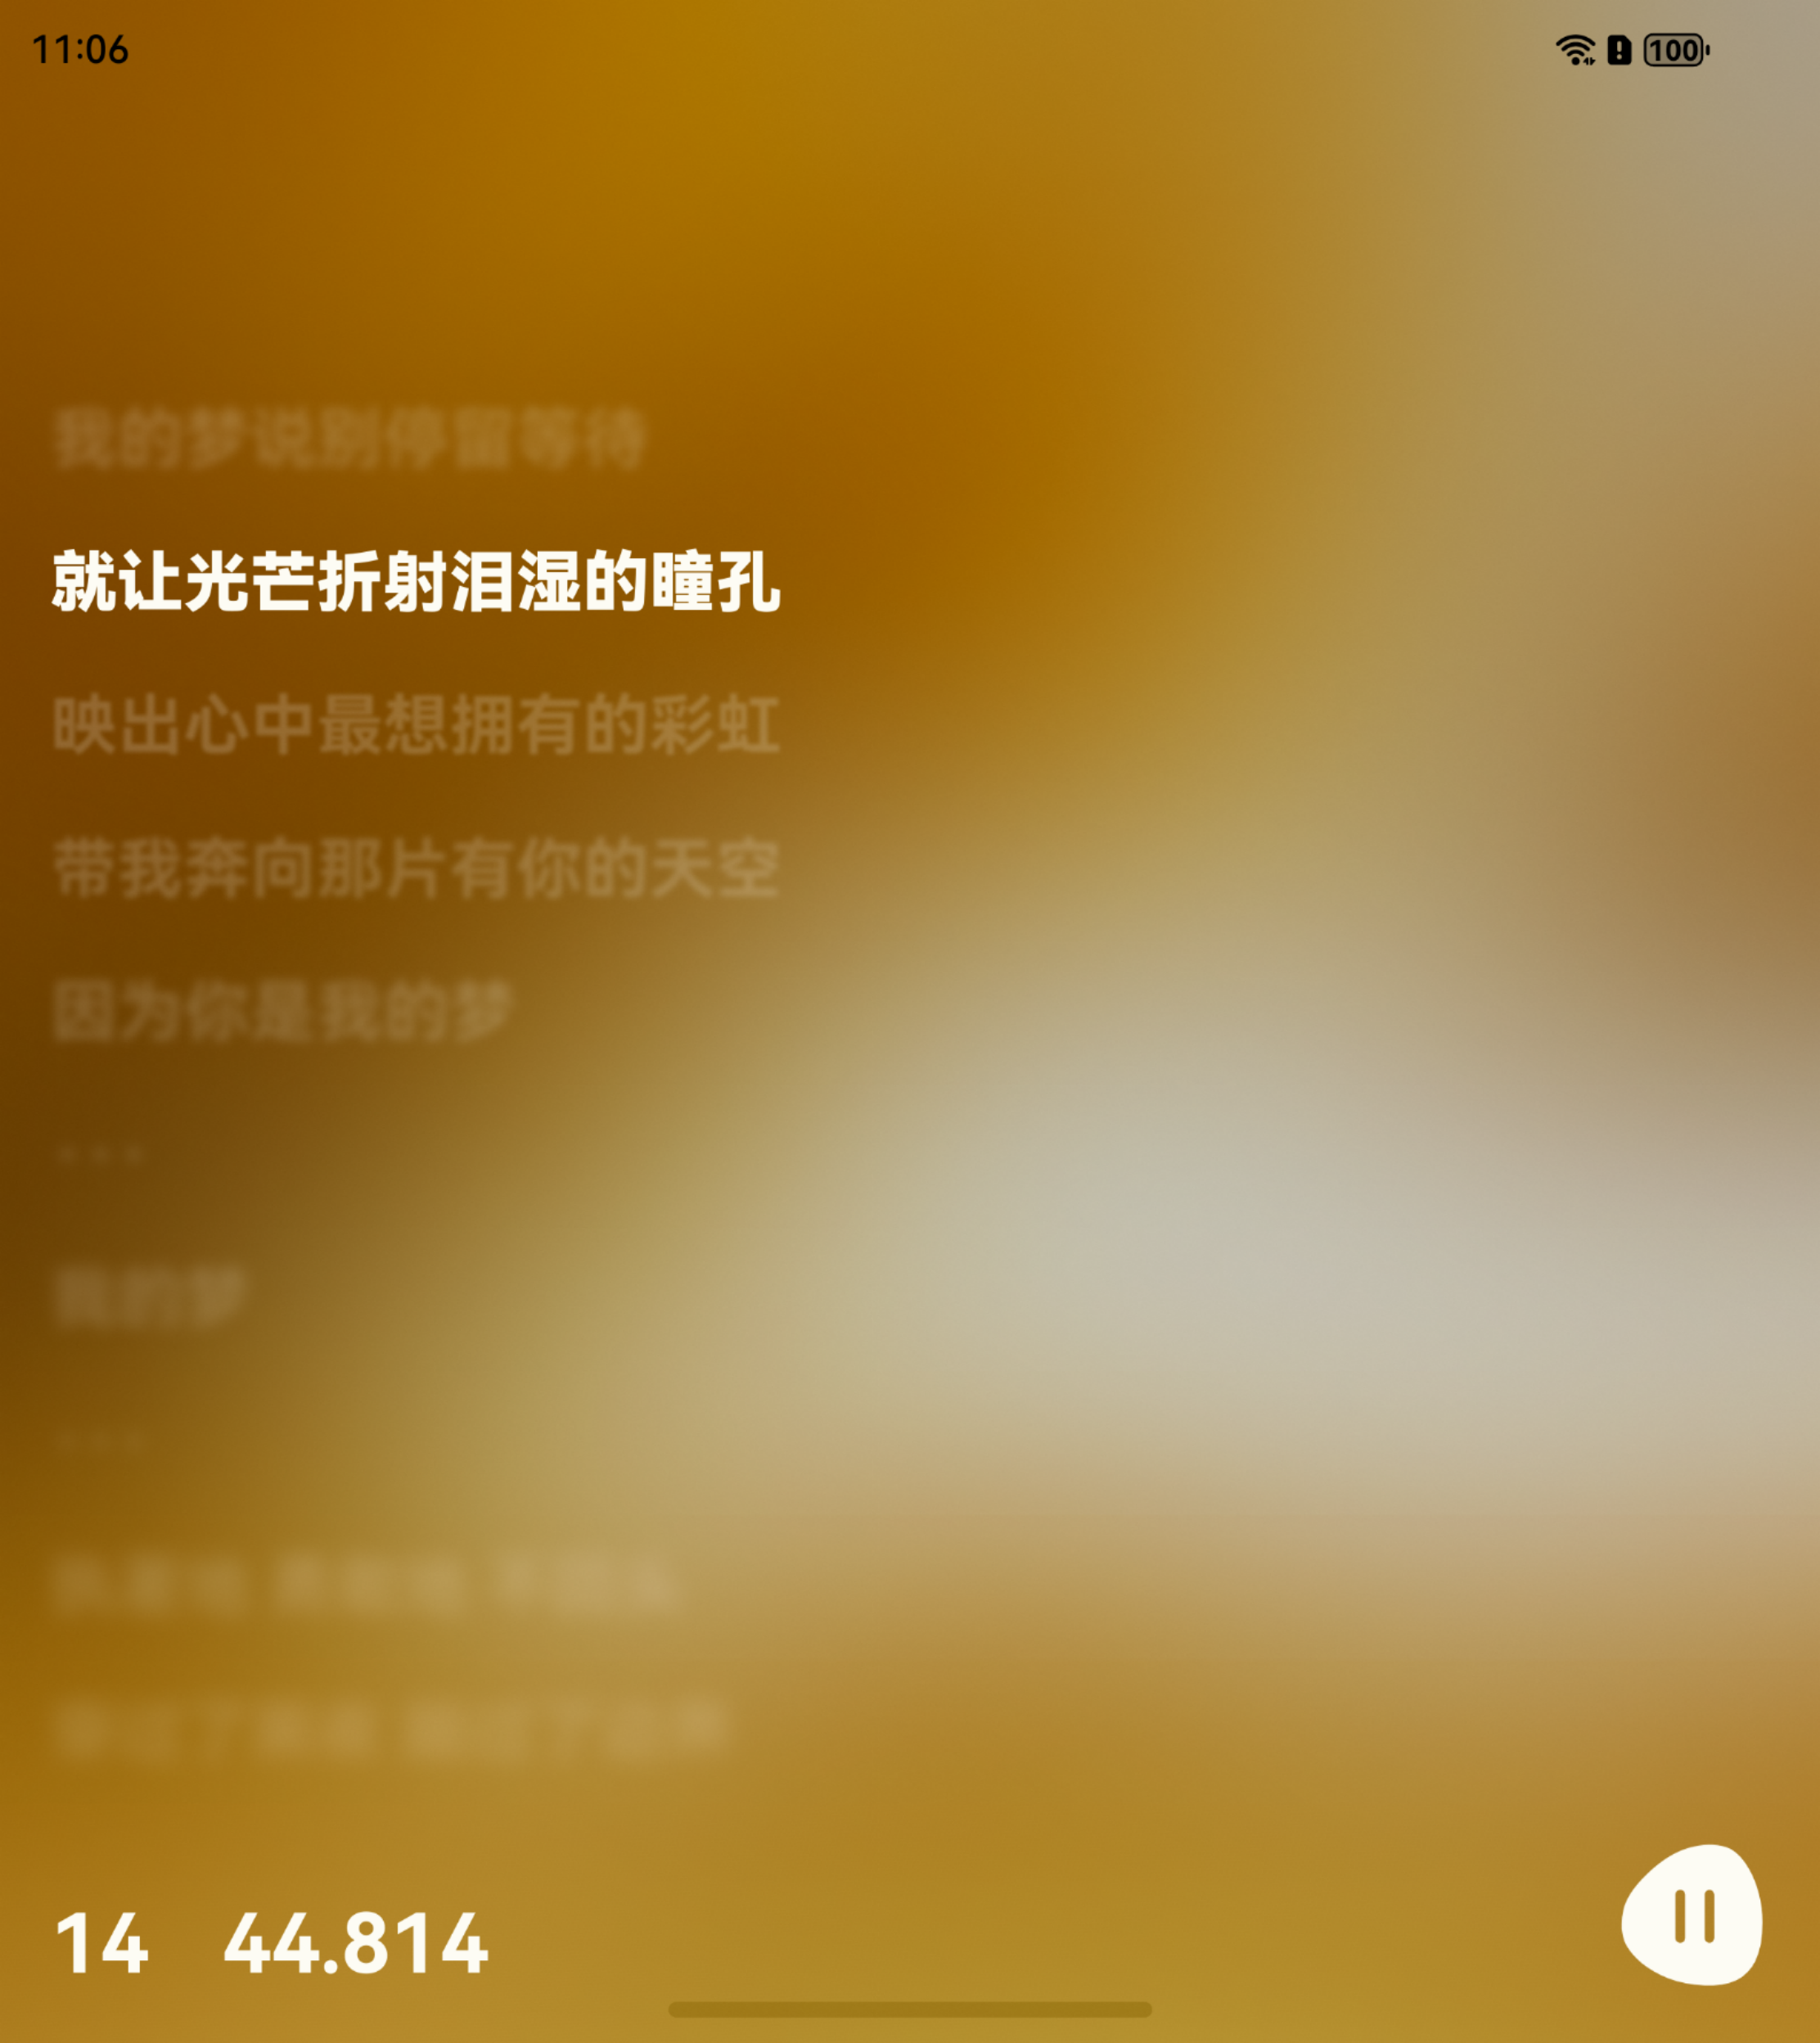 11:06
100
我的梦说别停留等待
就让光芒折射泪湿的瞳孔
映出心中最想拥有的彩虹
带我奔向那片有你的天空
因为你是我的梦
...
我的梦
...
14 44.814